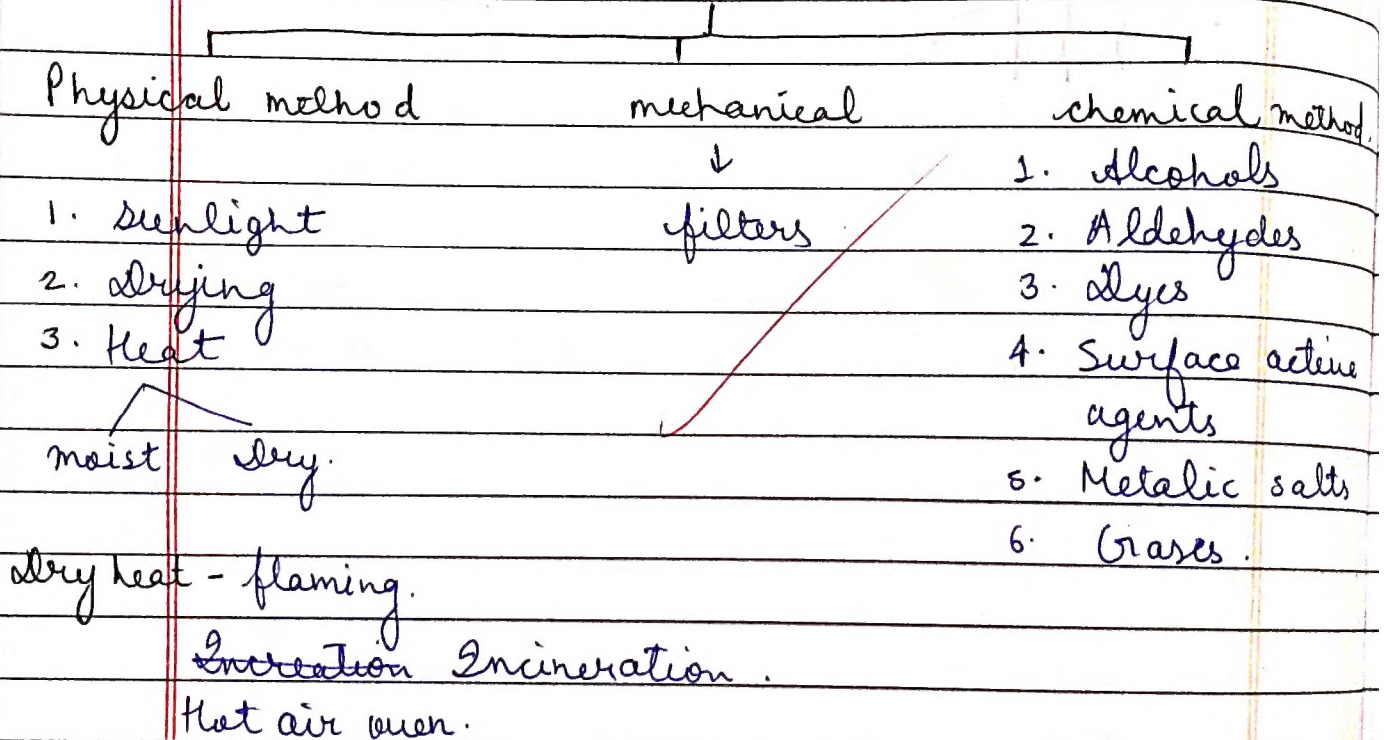 Physical method mechanical chemical method.
↓ 1. Alcohols
1. Sunlight filters 2. Aldehydes
2. Drying 3. Dyes
3. Heat 4. Surface active
agents
moist Dry.
5. Metalic salts
6. Gases.
Dry heat - flaming.
Increation Incineration.
Hot air oven.